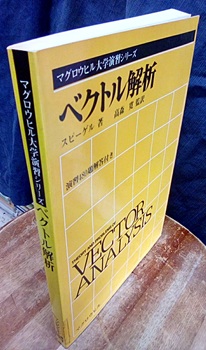 マグロウヒル大学演習シリーズ
ベクトル解析
スピーゲル 著
高森 寛 監訳
演習480題解答付き
VECTOR
ANALYSIS
マグロウヒル大学演習シリーズ ベクトル解析